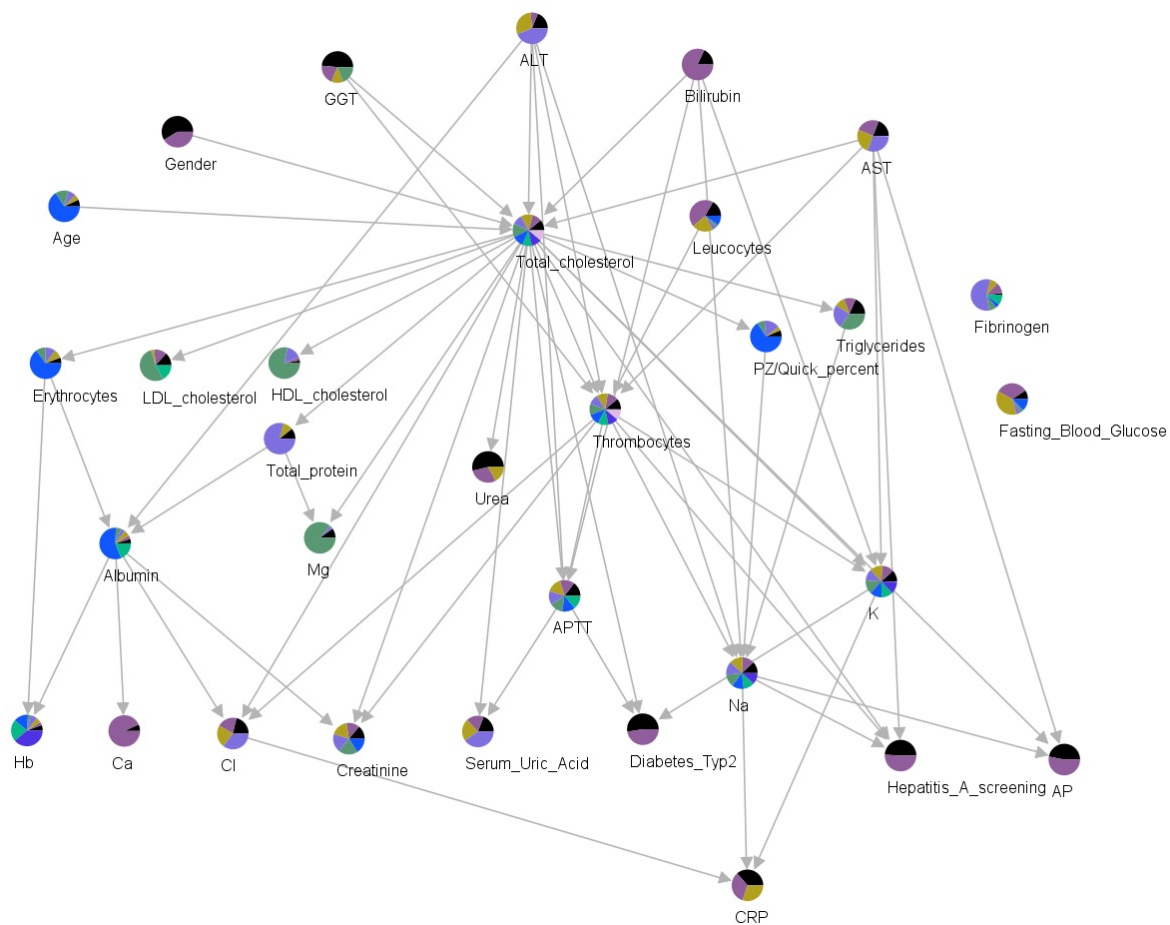 ALT
GGT
Bilirubin
Gender
AST
Age
Leucocytes
Total_cholesterol
Fibrinogen
Triglycerides
PZ/Quick_percent
Erythrocytes
LDL_cholesterol
HDL_cholesterol
Fasting_Blood_Glucose
Thrombocytes
Total_protein
Urea
Mg
Albumin
K
APTT
Na
Hb
Ca
Cl
Creatinine
Serum_Uric_Acid
Diabetes_Typ2
Hepatitis_A_screening
AP
CRP